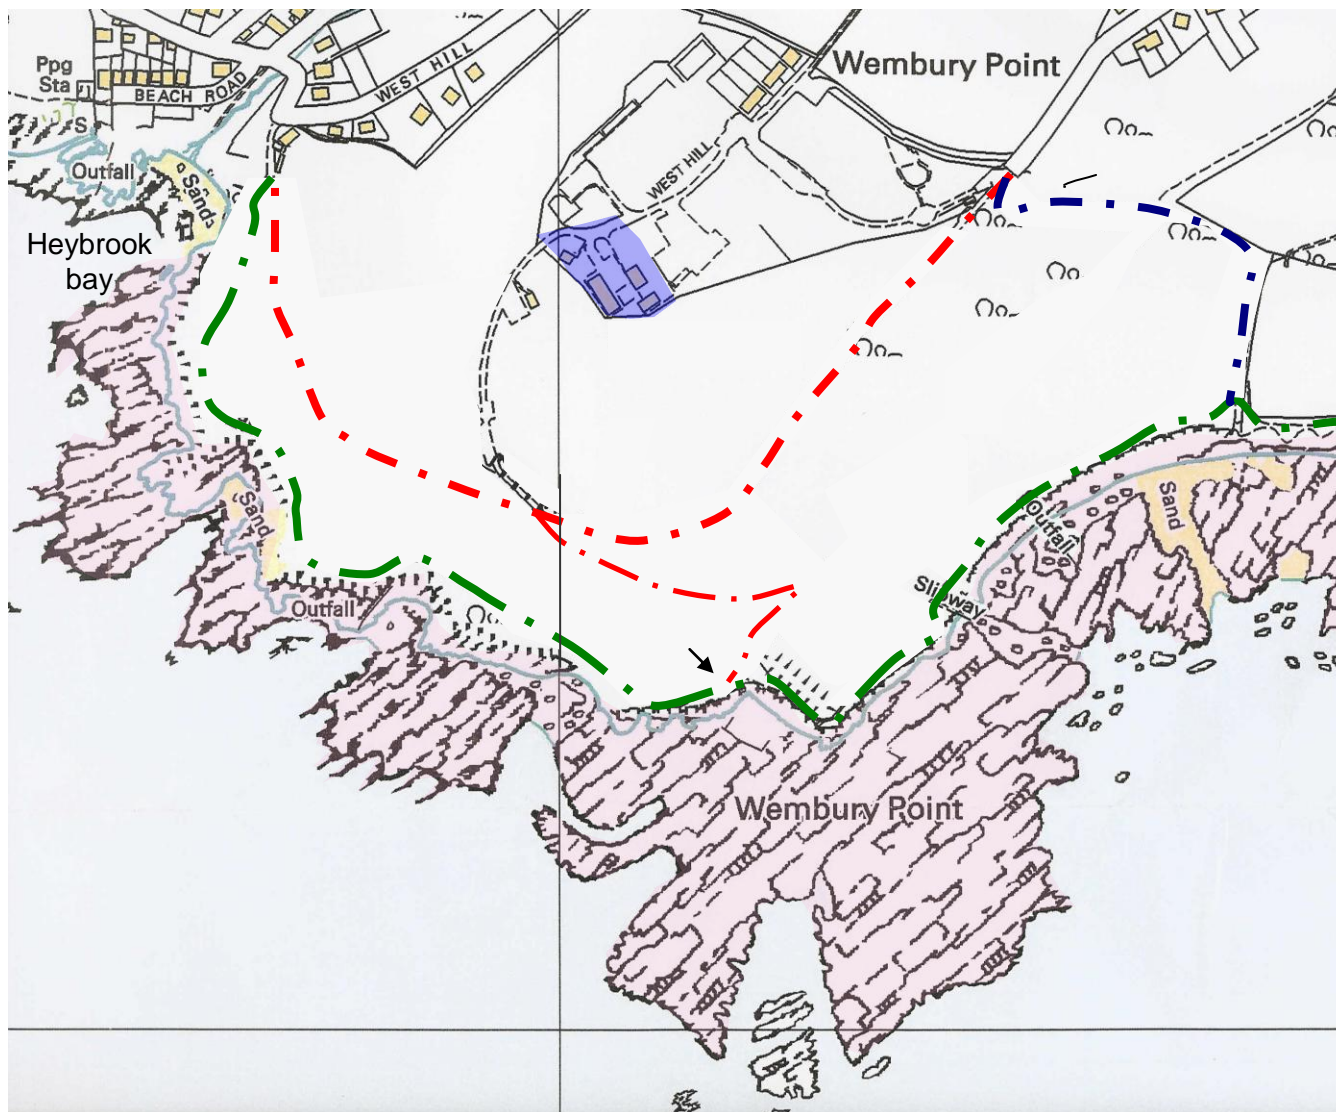 Wembury Point
Ppg
Sta
BEACH ROAD
WEST HILL
S
Outfall
Sand
WEST HILL
Heybrook
bay
Sand
Outfall
Outfall
Sand
Slipway
Wembury Point